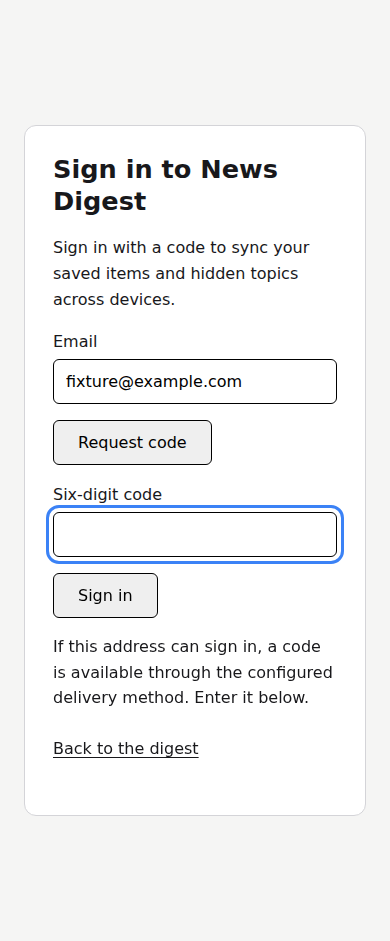 Sign in to News
Digest
Sign in with a code to sync your
saved items and hidden topics
across devices.
Email
fixture@example.com
Request code
Six-digit code
Sign in
If this address can sign in, a code
is available through the configured
delivery method. Enter it below.
Back to the digest